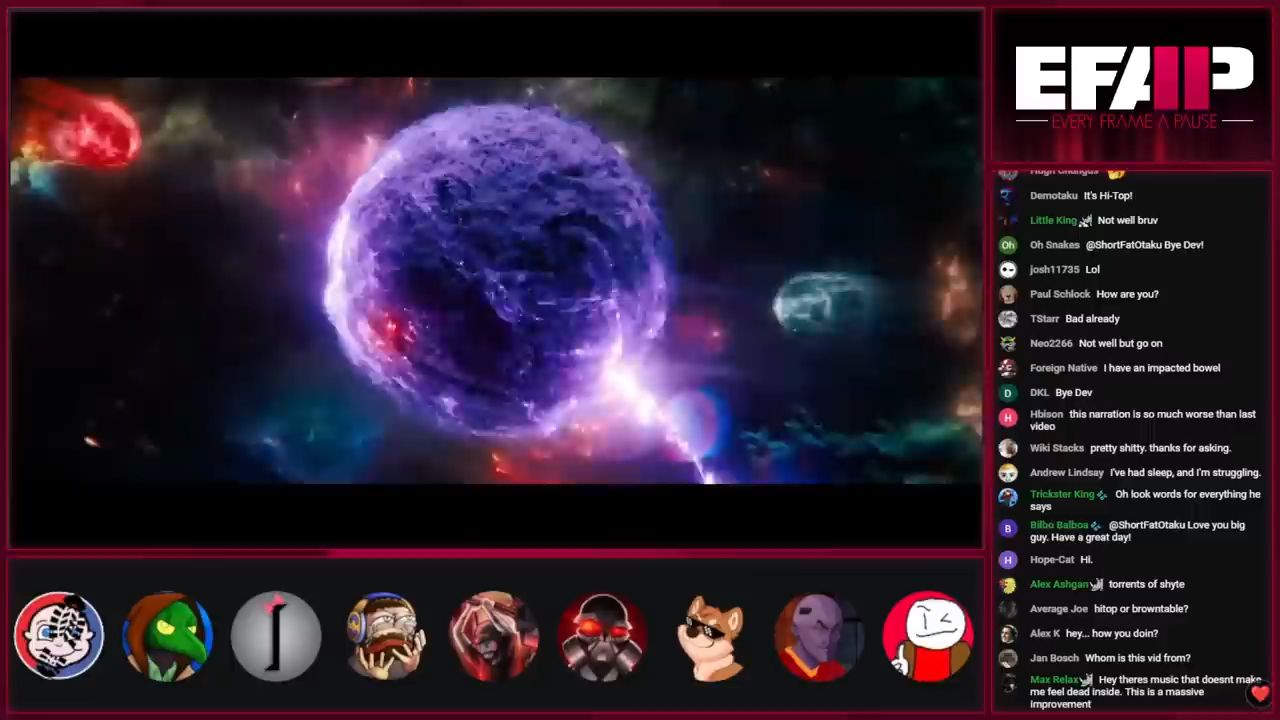 EFAP
EVERY FRAME A PAUSE
Hugh Changus
Demotaku It's Hi-Top!
Little King Not well bruv
Oh
Oh Snakes @ShortFatOtaku Bye Dev!
josh11735 Lol
Paul Schlock How are you?
TStarr Bad already
Neo2266 Not well but go on
Foreign Native I have an impacted bowel
D
DKL Bye Dev
H
Hbison this narration is so much worse than last
video
Wiki Stacks pretty shitty. thanks for asking.
Andrew Lindsay I've had sleep, and I'm struggling.
Trickster King Oh look words for everything he
says
B
Bilbo Balboa @ShortFatOtaku Love you big
guy. Have a great day!
H
Hope-Cat Hi.
Alex Ashgan torrents of shyte
Average Joe hitop or browntable?
Alex K hey... how you doin?
Jan Bosch Whom is this vid from?
Max Relax Hey theres music that doesnt make
me feel dead inside. This is a massive
improvement